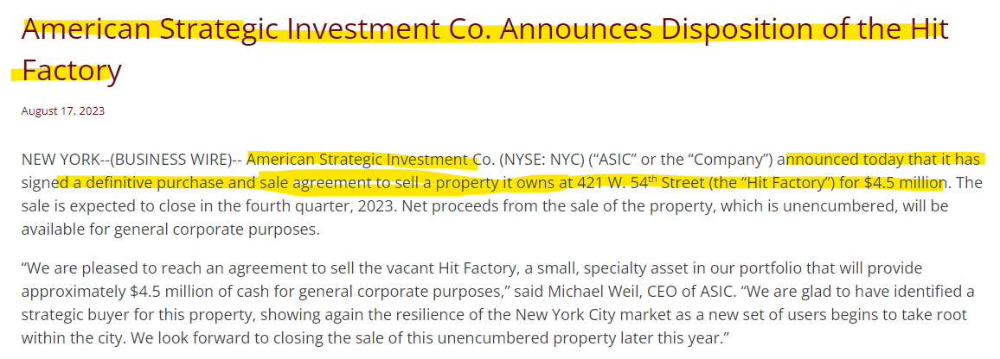 American Strategic Investment Co. Announces Disposition of the Hit
Factory
August 17, 2023
NEW YORK--(BUSINESS WIRE)-- American Strategic Investment Co. (NYSE: NYC) (“ASIC” or the “Company”) announced today that it has
signed a definitive purchase and sale agreement to sell a property it owns at 421 W. 54th Street (the “Hit Factory”) for $4.5 million. The
sale is expected to close in the fourth quarter, 2023. Net proceeds from the sale of the property, which is unencumbered, will be
available for general corporate purposes.
“We are pleased to reach an agreement to sell the vacant Hit Factory, a small, specialty asset in our portfolio that will provide
approximately $4.5 million of cash for general corporate purposes,” said Michael Weil, CEO of ASIC. “We are glad to have identified a
strategic buyer for this property, showing again the resilience of the New York City market as a new set of users begins to take root
within the city. We look forward to closing the sale of this unencumbered property later this year.”